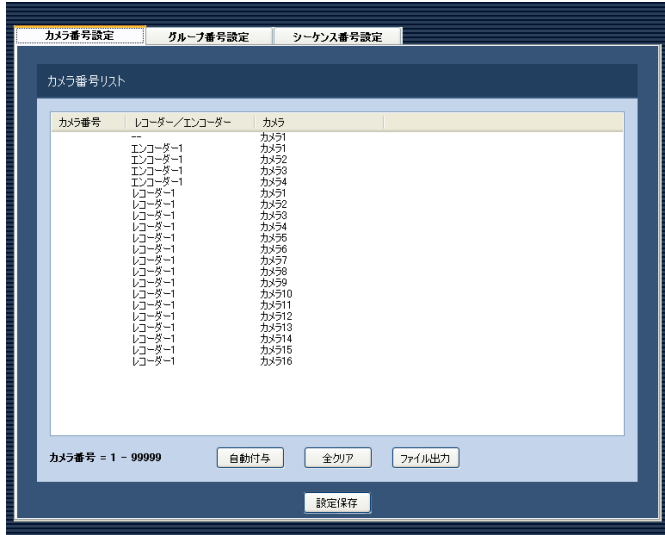 カメラ番号設定 グループ番号設定 シーケンス番号設定
カメラ番号リスト
カメラ番号 レコーダー／エンコーダー カメラ
-- カメラ1
エンコーダー1 カメラ1
エンコーダー1 カメラ2
エンコーダー1 カメラ3
エンコーダー1 カメラ4
レコーダー1 カメラ1
レコーダー1 カメラ2
レコーダー1 カメラ3
レコーダー1 カメラ4
レコーダー1 カメラ5
レコーダー1 カメラ6
レコーダー1 カメラ7
レコーダー1 カメラ8
レコーダー1 カメラ9
レコーダー1 カメラ10
レコーダー1 カメラ11
レコーダー1 カメラ12
レコーダー1 カメラ13
レコーダー1 カメラ14
レコーダー1 カメラ15
レコーダー1 カメラ16
カメラ番号 = 1 - 99999 自動付与 全クリア ファイル出力
設定保存